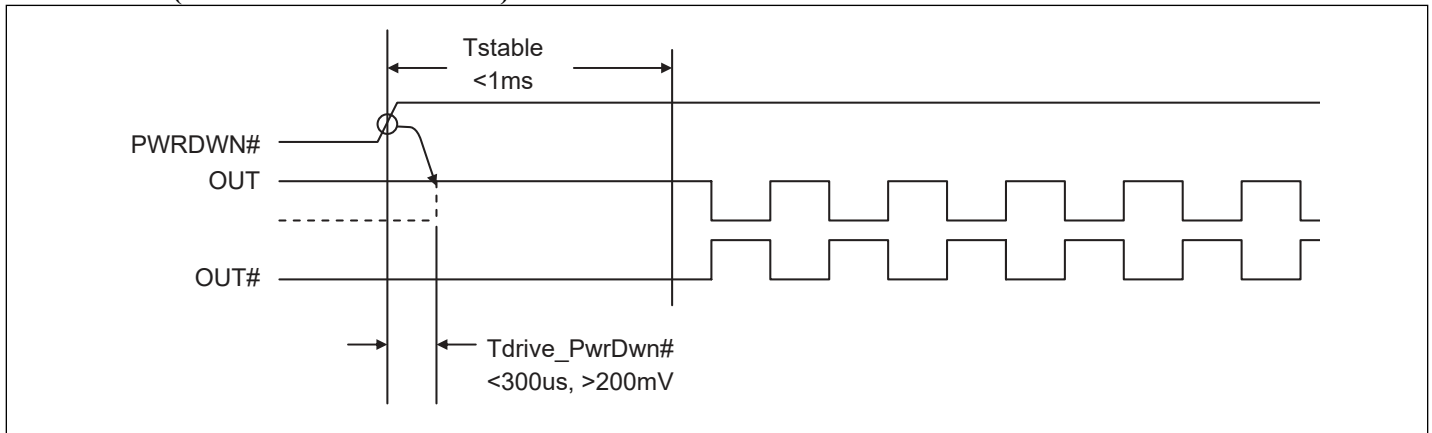 Tstable
<1ms
PWRDWN#
OUT
OUT#
Tdrive_PwrDwn#
<300us, >200mV